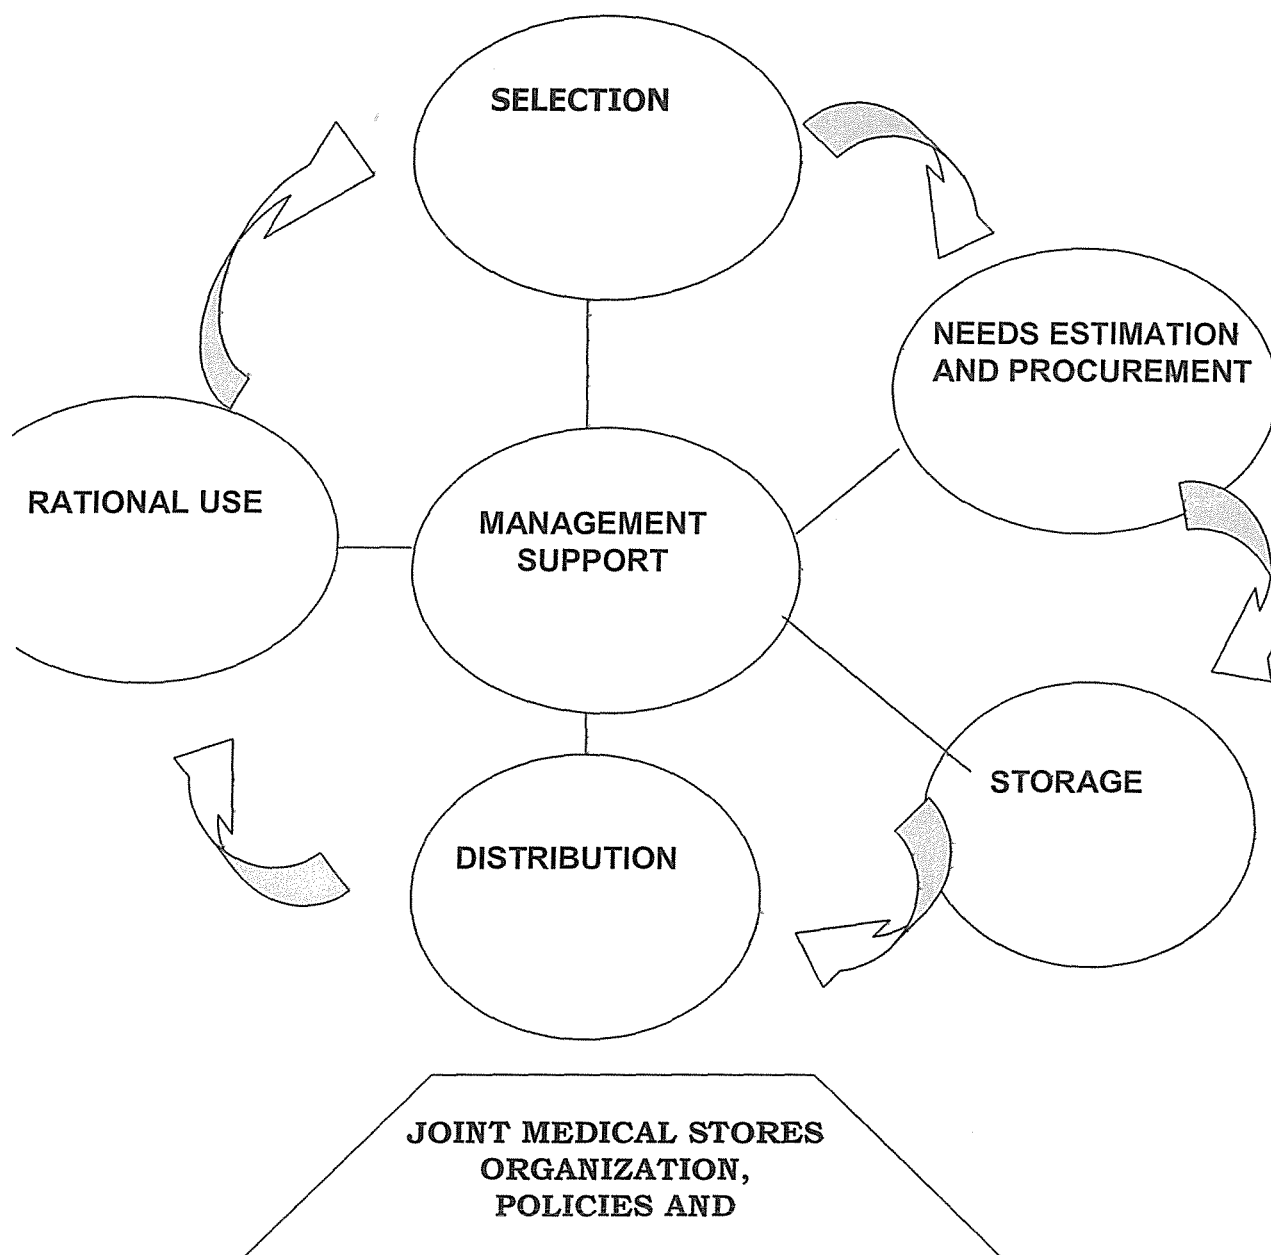 SELECTION
NEEDS ESTIMATION
AND PROCUREMENT
RATIONAL USE
MANAGEMENT
SUPPORT
STORAGE
DISTRIBUTION
JOINT MEDICAL STORES
ORGANIZATION,
POLICIES AND